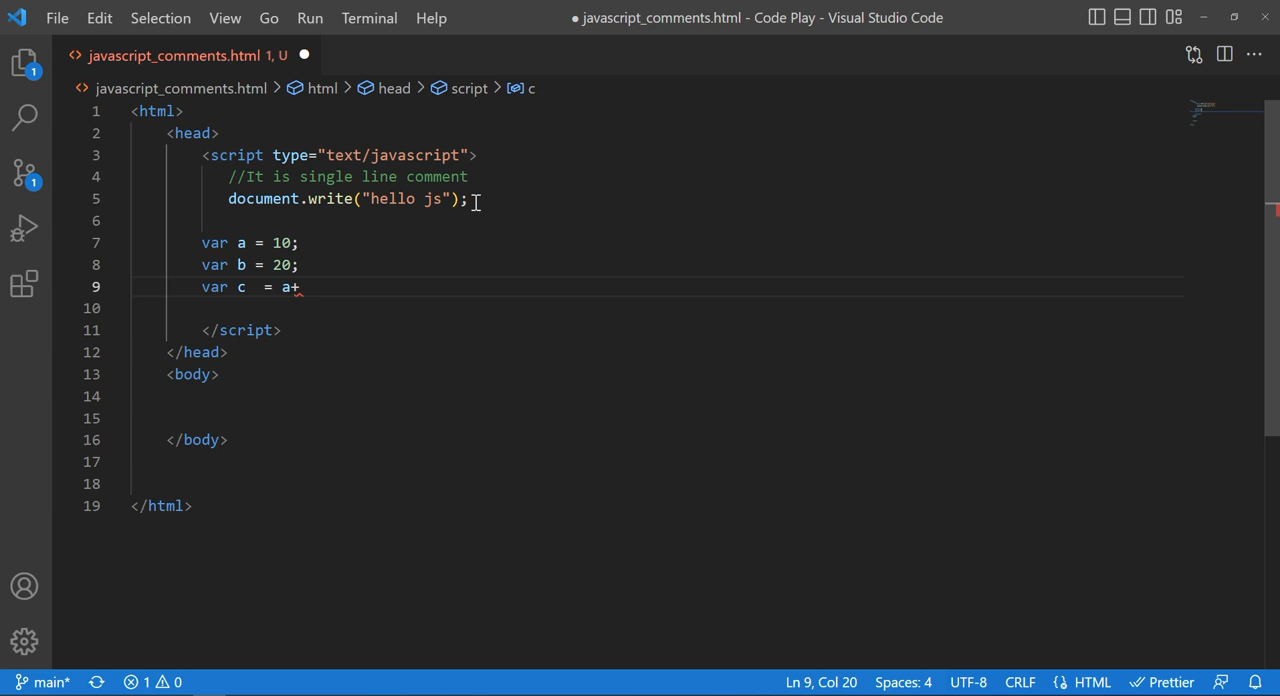 File Edit Selection View Go Run Terminal Help ● javascript_comments.html - Code Play - Visual Studio Code
<> javascript_comments.html 1, U ●
<> javascript_comments.html > html > head > script > c
1 <html>
2 <head>
3 <script type="text/javascript">
4 //It is single line comment
5 document.write("hello js");
6
7 var a = 10;
8 var b = 20;
9 var c  = a+
10
11 </script>
12 </head>
13 <body>
14
15
16 </body>
17
18
19 </html>
1
1
main* 1 0 Ln 9, Col 20 Spaces: 4 UTF-8 CRLF {} HTML Prettier